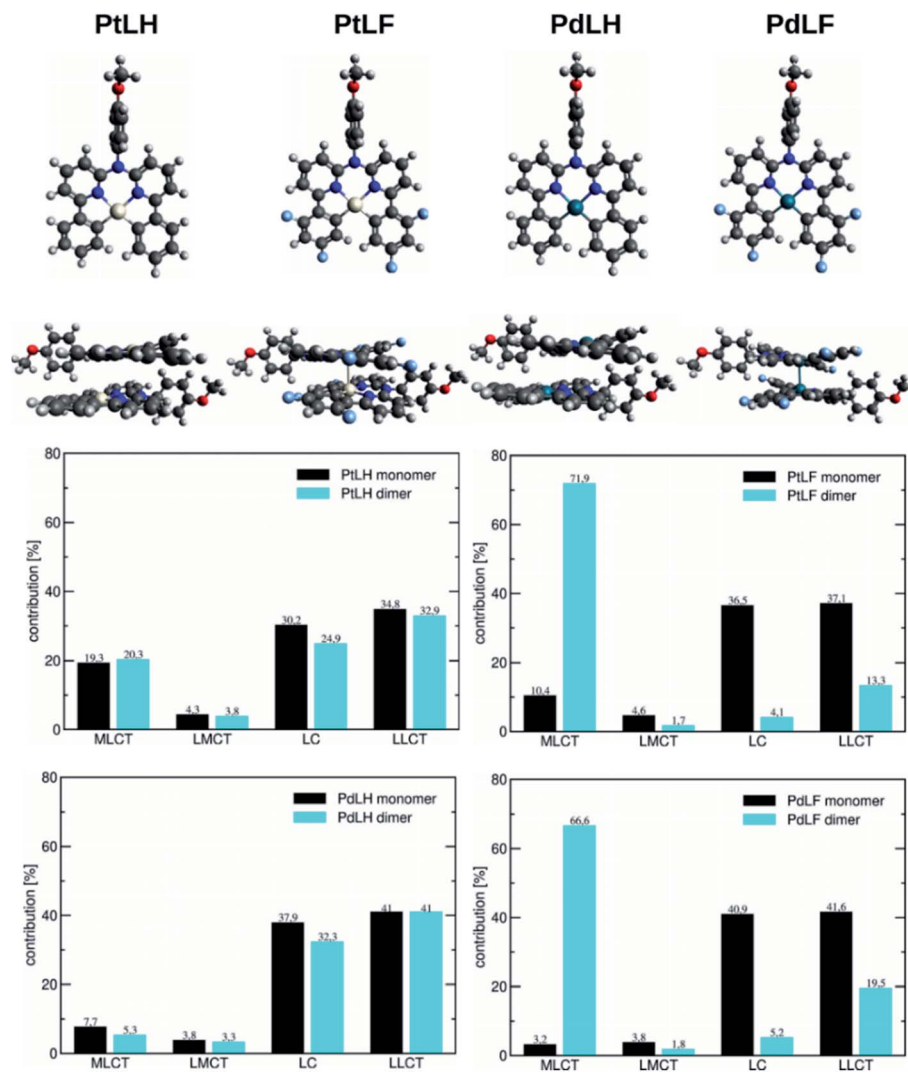 PtLH PtLF PdLH PdLF
80
60
40
20
0
contribution [%]
PtLH monomer
PtLH dimer
19,3 20,3 4,3 3,8 30,2 24,9 34,8 32,9
MLCT LMCT LC LLCT
80
60
40
20
0
contribution [%]
PtLF monomer
PtLF dimer
10,4 71,9 4,6 1,7 36,5 4,1 37,1 13,3
MLCT LMCT LC LLCT
80
60
40
20
0
contribution [%]
PdLH monomer
PdLH dimer
7,7 5,3 3,8 3,3 37,9 32,3 41 41
MLCT LMCT LC LLCT
80
60
40
20
0
contribution [%]
PdLF monomer
PdLF dimer
3,2 66,6 3,8 1,8 40,9 5,2 41,6 19,5
MLCT LMCT LC LLCT